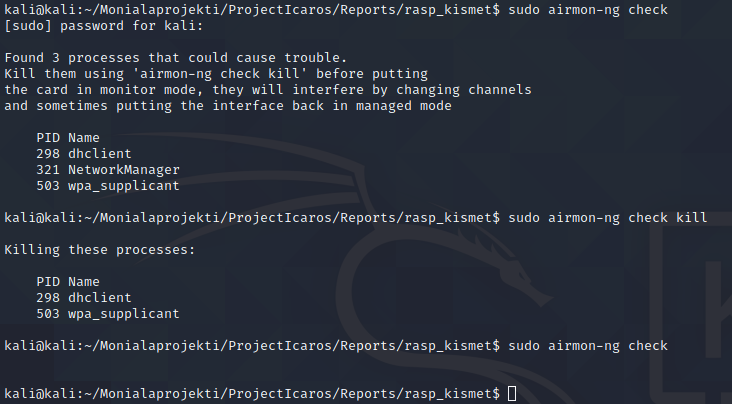 kali@kali:~/Monialaprojekti/ProjectIcaros/Reports/rasp_kismet$ sudo airmon-ng check
[sudo] password for kali:
Found 3 processes that could cause trouble.
Kill them using 'airmon-ng check kill' before putting
the card in monitor mode, they will interfere by changing channels
and sometimes putting the interface back in managed mode
PID Name
298 dhclient
321 NetworkManager
503 wpa_supplicant
kali@kali:~/Monialaprojekti/ProjectIcaros/Reports/rasp_kismet$ sudo airmon-ng check kill
Killing these processes:
PID Name
298 dhclient
503 wpa_supplicant
kali@kali:~/Monialaprojekti/ProjectIcaros/Reports/rasp_kismet$ sudo airmon-ng check
kali@kali:~/Monialaprojekti/ProjectIcaros/Reports/rasp_kismet$